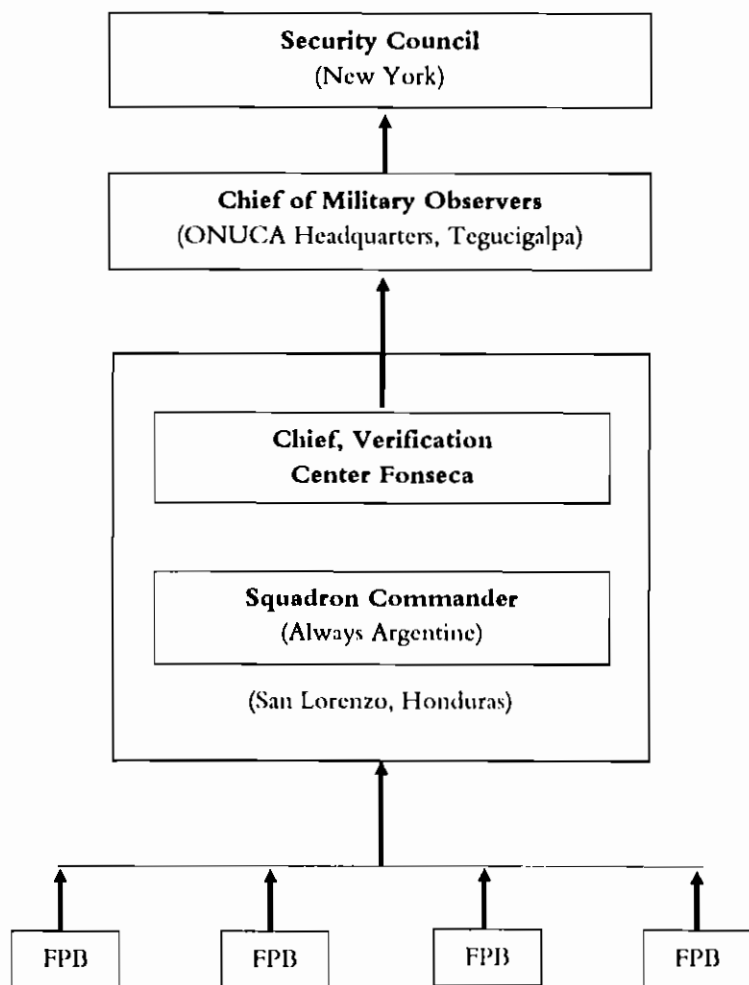 Security Council
(New York)
Chief of Military Observers
(ONUCA Headquarters, Tegucigalpa)
Chief, Verification
Center Fonseca
Squadron Commander
(Always Argentine)
(San Lorenzo, Honduras)
FPB FPB FPB FPB